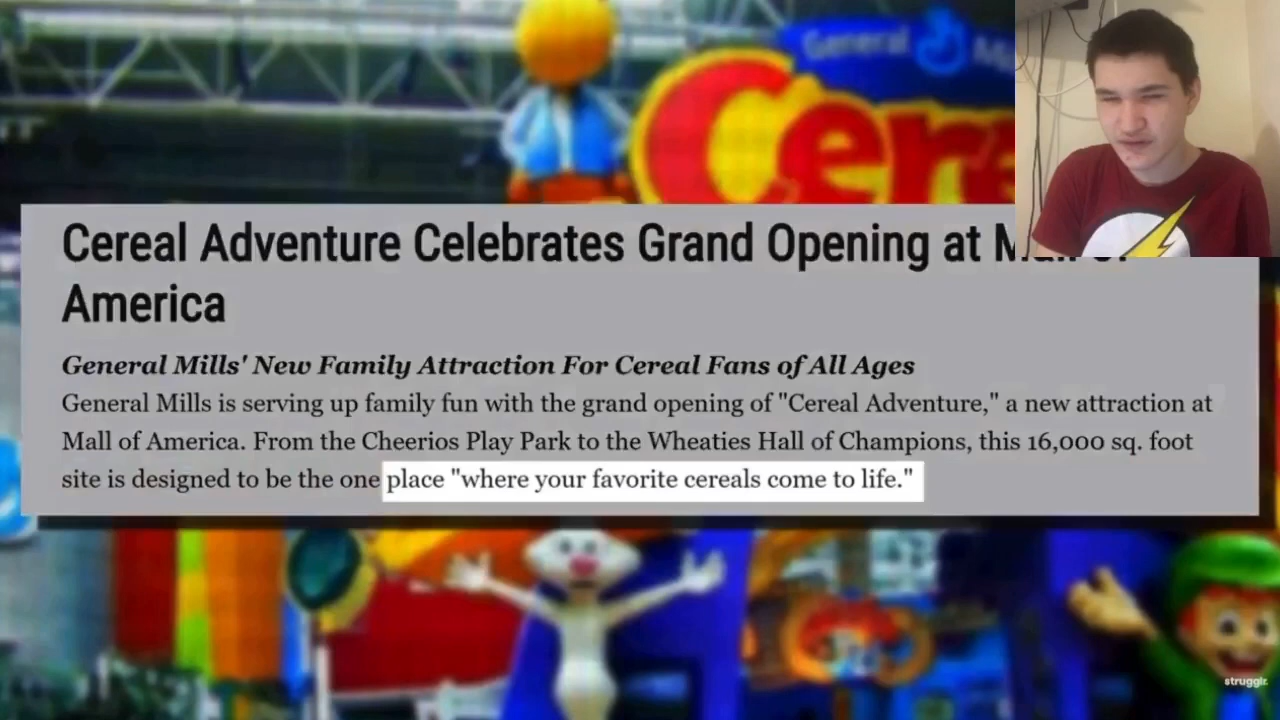 General
Cere
Cereal Adventure Celebrates Grand Opening at
America
General Mills' New Family Attraction For Cereal Fans of All Ages
General Mills is serving up family fun with the grand opening of "Cereal Adventure," a new attraction at
Mall of America. From the Cheerios Play Park to the Wheaties Hall of Champions, this 16,000 sq. foot
site is designed to be the one place "where your favorite cereals come to life."
strugglr.